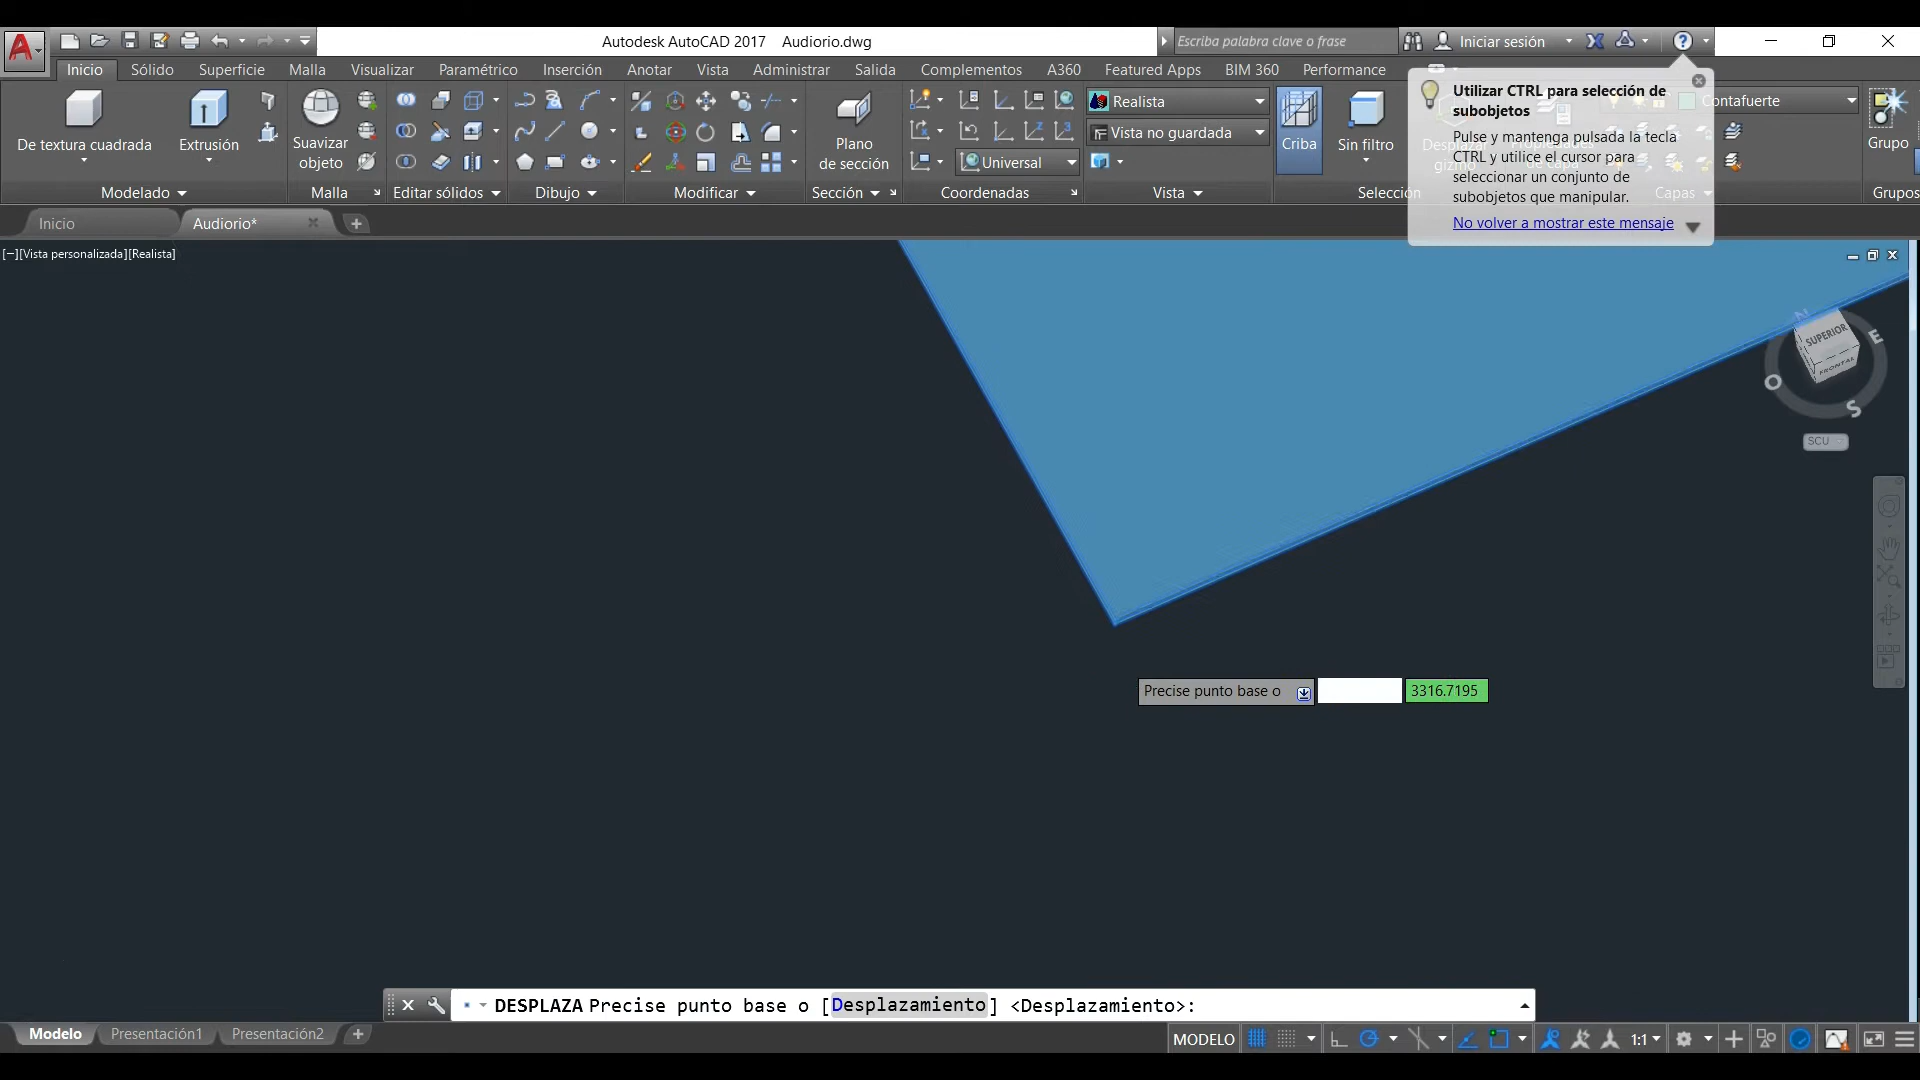 Autodesk AutoCAD 2017 Audiorio.dwg
Escriba palabra clave o frase
Iniciar sesión
Inicio Sólido Superficie Malla Visualizar Paramétrico Inserción Anotar Vista Administrar Salida Complementos A360 Featured Apps BIM 360 Performance
Utilizar CTRL para selección de
subobjetos
Pulse y mantenga pulsada la tecla
CTRL y utilice el cursor para
seleccionar un conjunto de
subobjetos que manipular.
No volver a mostrar este mensaje
De textura cuadrada
Extrusión
Suavizar
objeto
Plano
de sección
Realista
Vista no guardada
Universal
Criba
Sin filtro
Contafuerte
Grupo
Modelado
Malla
Editar sólidos
Dibujo
Modificar
Sección
Coordenadas
Vista
Selección
Capas
Grupos
Inicio
Audiorio*
[−][Vista personalizada][Realista]
SUPERIOR
FRONTAL
N
E
O
S
SCU
Precise punto base o
3316.7195
DESPLAZA Precise punto base o [Desplazamiento] <Desplazamiento>:
Modelo Presentación1 Presentación2
MODELO
1:1